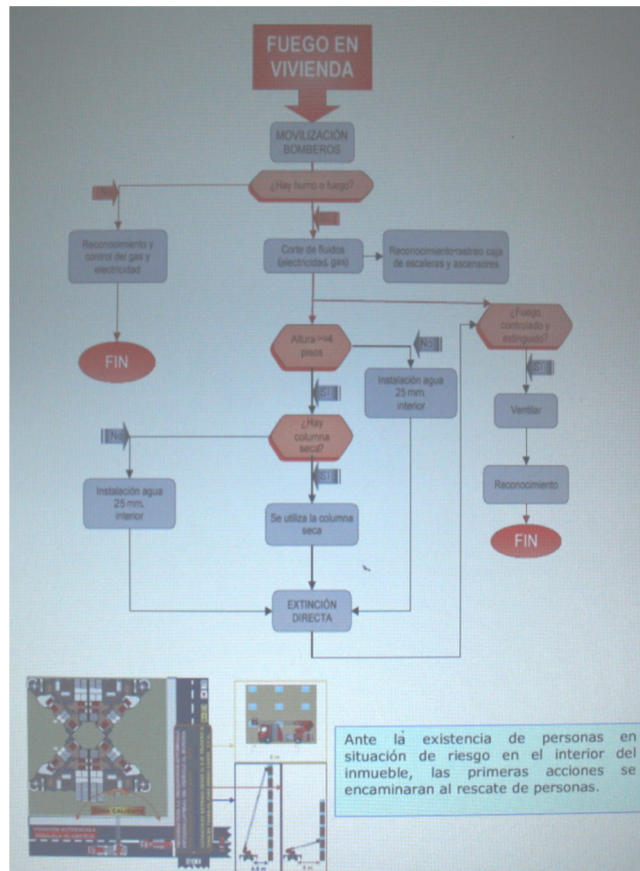 FUEGO EN
VIVIENDA
MOVILIZACIÓN
BOMBEROS
¿Hay humo o fuego?
No
Reconocimiento y
control del gas y
electricidad
FIN
Corte de fluidos
(electricidad, gas)
Reconocimiento-rastreo caja
de escaleras y ascensores
¿Fuego
controlado y
extinguido?
Altura >=4
pisos
No
SI
Instalación agua
25 mm.
interior
SI
Ventilar
¿Hay
columna
seca?
No
SI
Instalación agua
25 mm.
interior
Se utiliza la columna
seca
Reconocimiento
FIN
EXTINCIÓN
DIRECTA
ZONA CALIENTE
Ante la existencia de personas en
situación de riesgo en el interior del
inmueble, las primeras acciones se
encaminaran al rescate de personas.